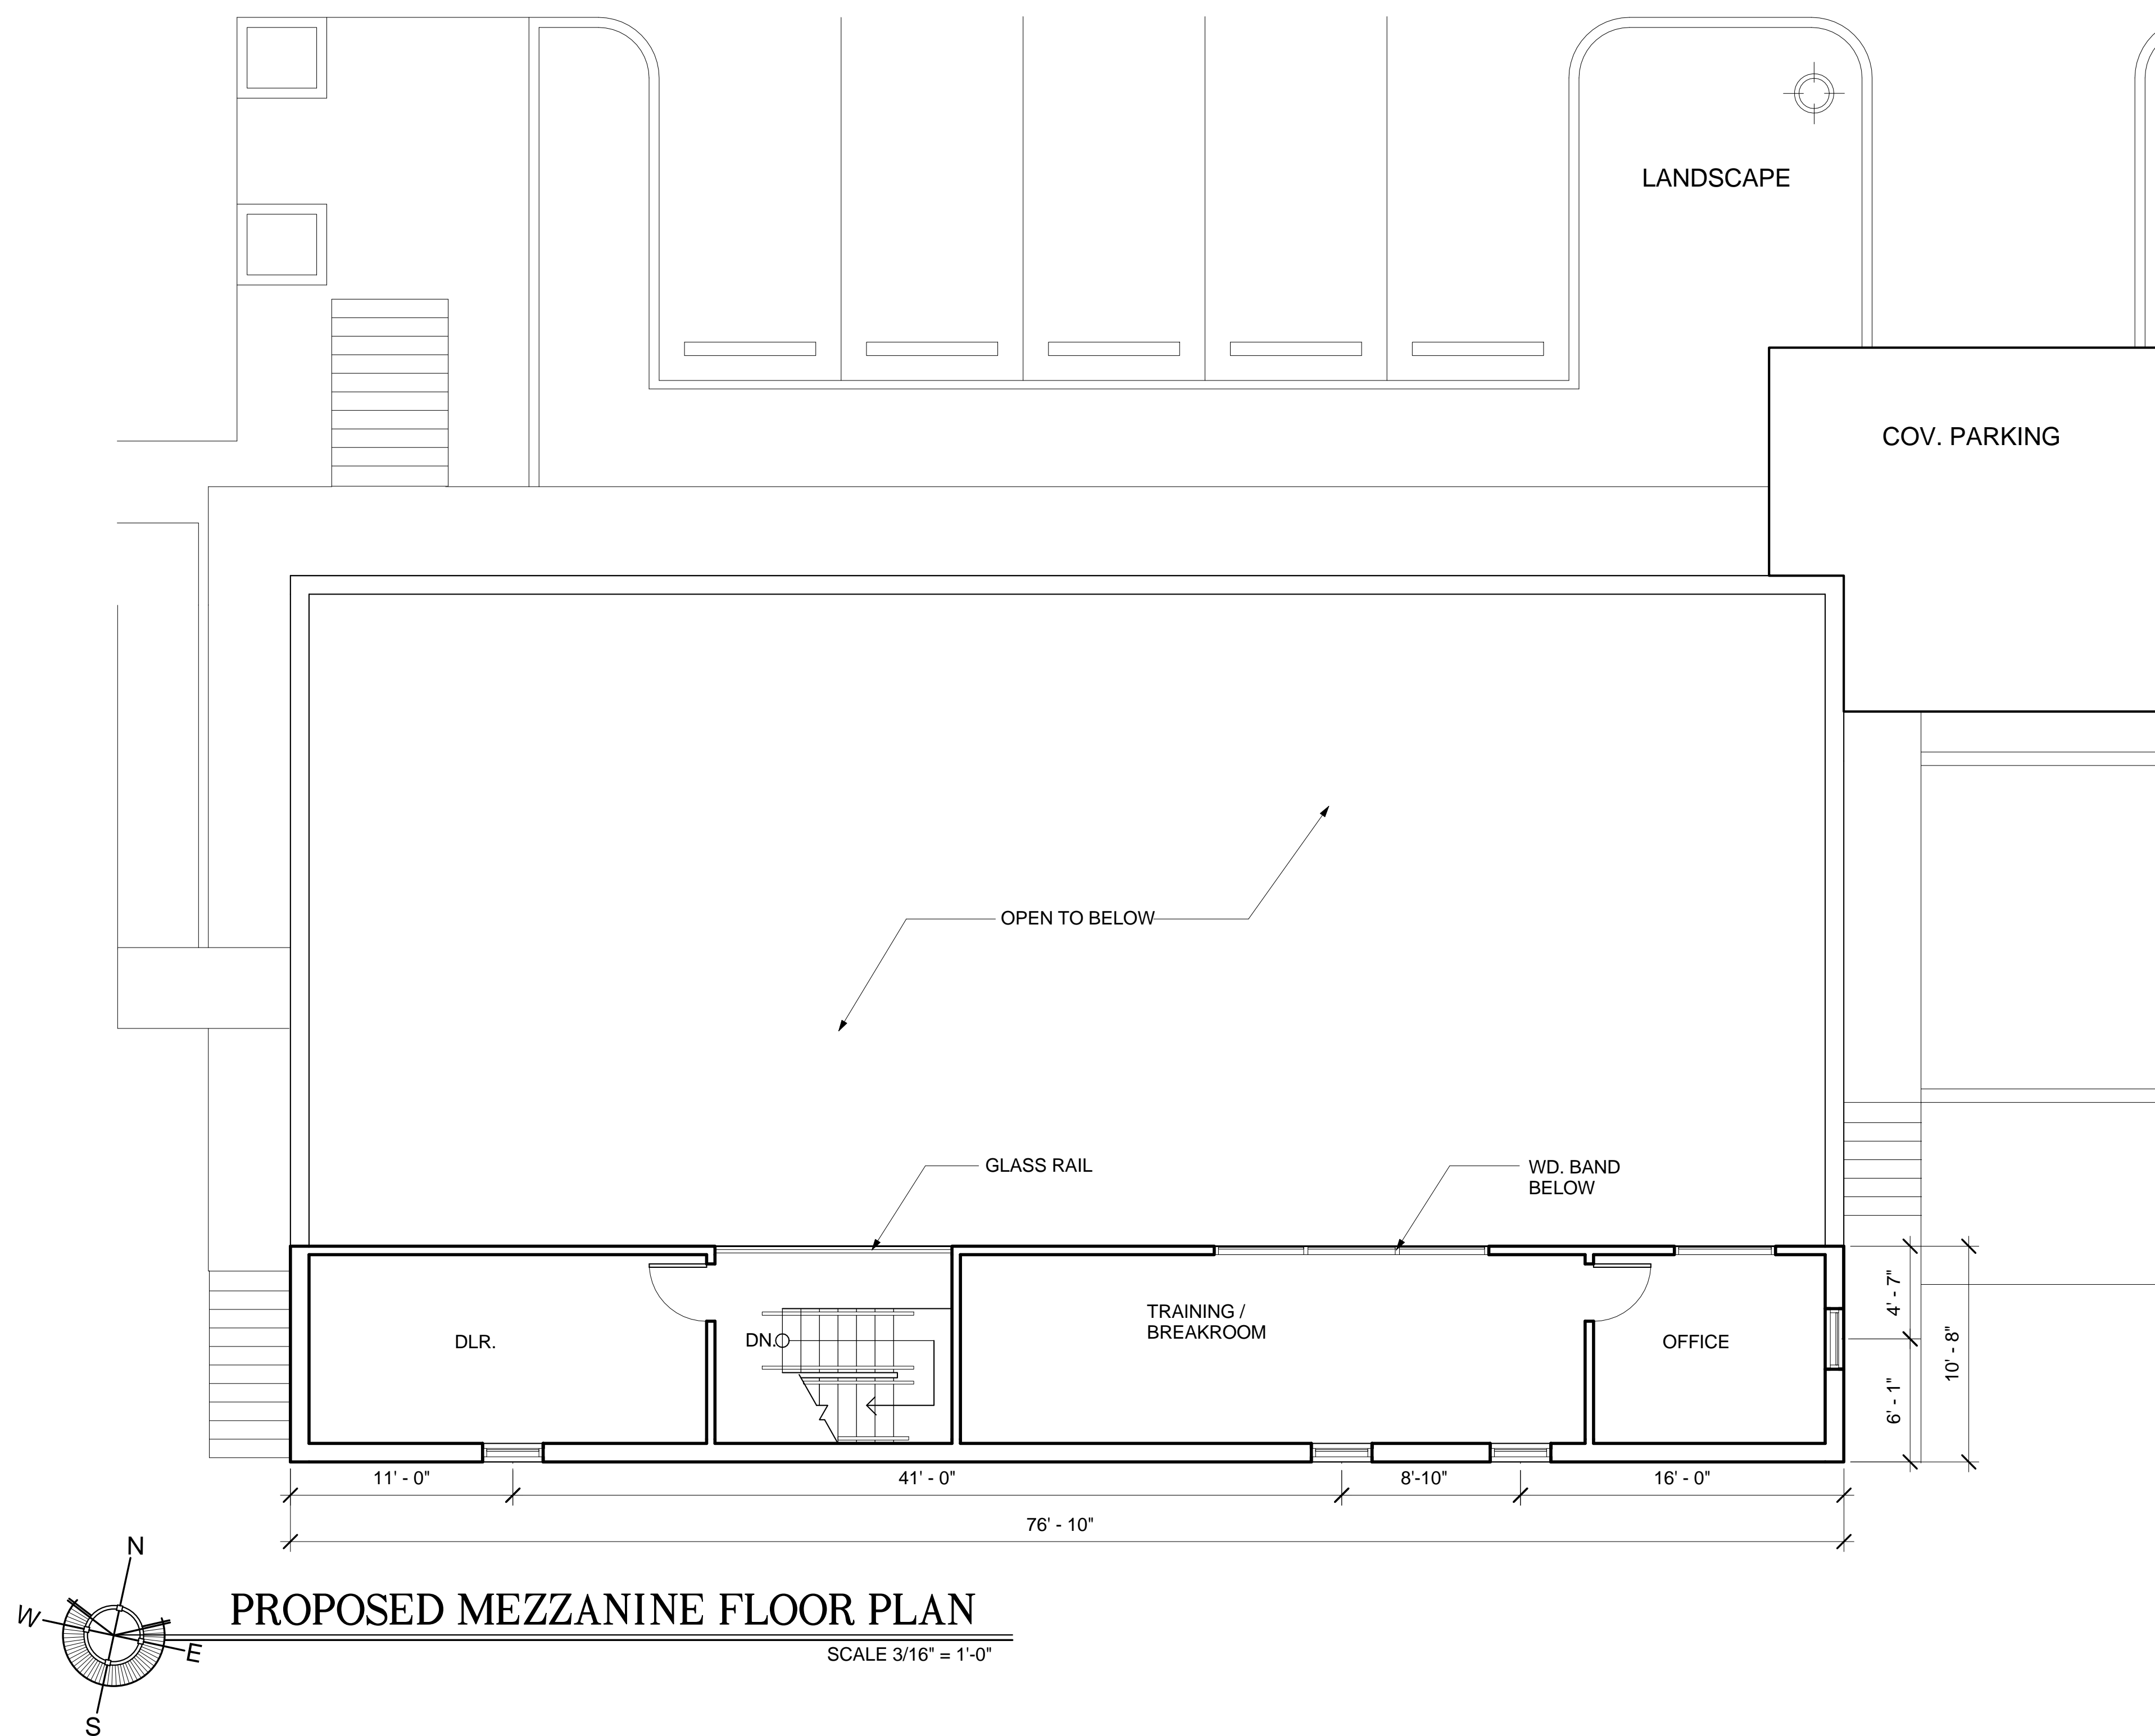 LANDSCAPE
COV. PARKING
OPEN TO BELOW
GLASS RAIL
WD. BAND
BELOW
TRAINING /
BREAKROOM
DLR.
DN.
OFFICE
4' - 7"
6' - 1"
10' - 8"
11' - 0"
41' - 0"
8'-10"
16' - 0"
76' - 10"
N
W
E
S
PROPOSED MEZZANINE FLOOR PLAN
SCALE 3/16" = 1'-0"